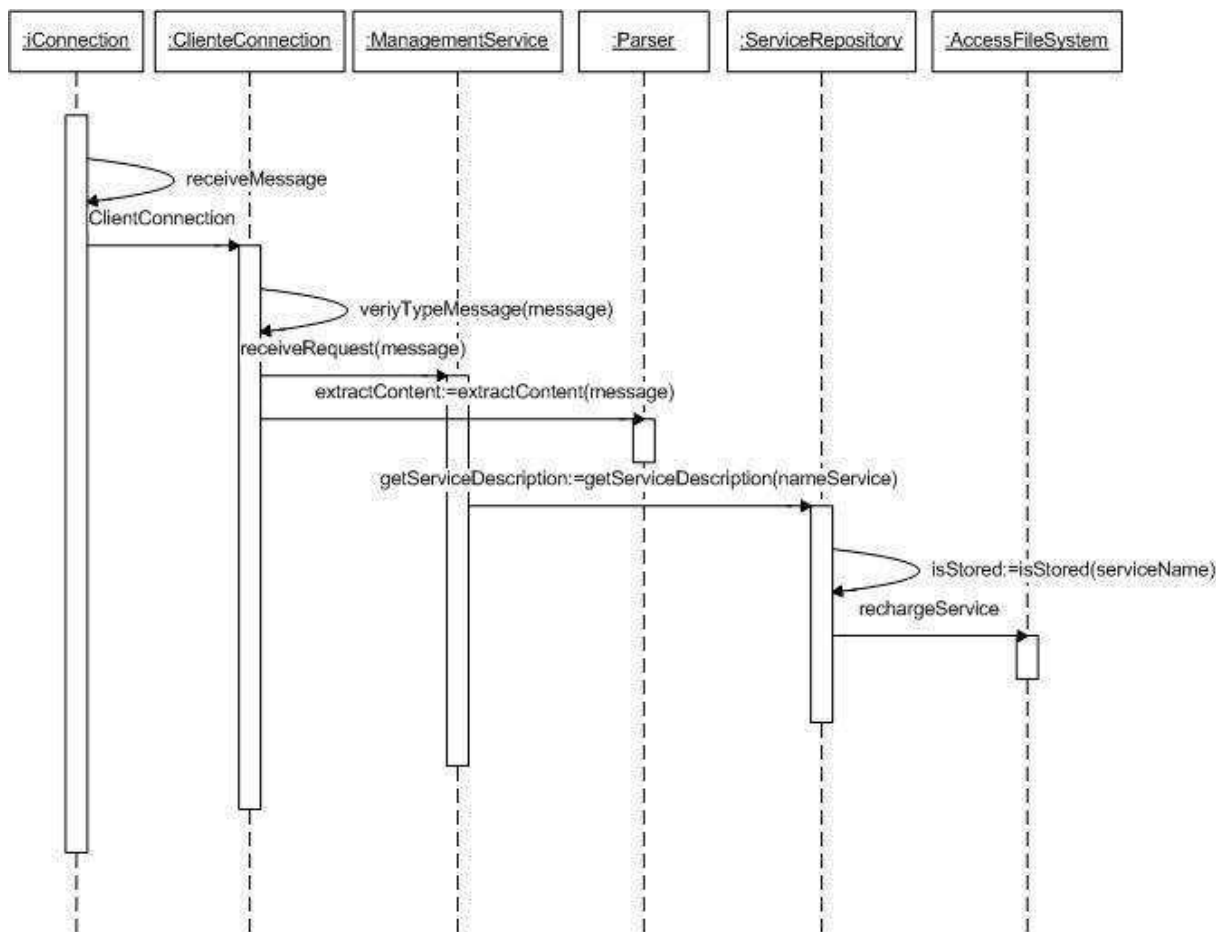 :iConnection
:ClienteConnection
:ManagementService
:Parser
:ServiceRepository
:AccessFileSystem
receiveMessage
ClientConnection
veriyTypeMessage(message)
receiveRequest(message)
extractContent:=extractContent(message)
getServiceDescription:=getServiceDescription(nameService)
isStored:=isStored(serviceName)
rechargeService